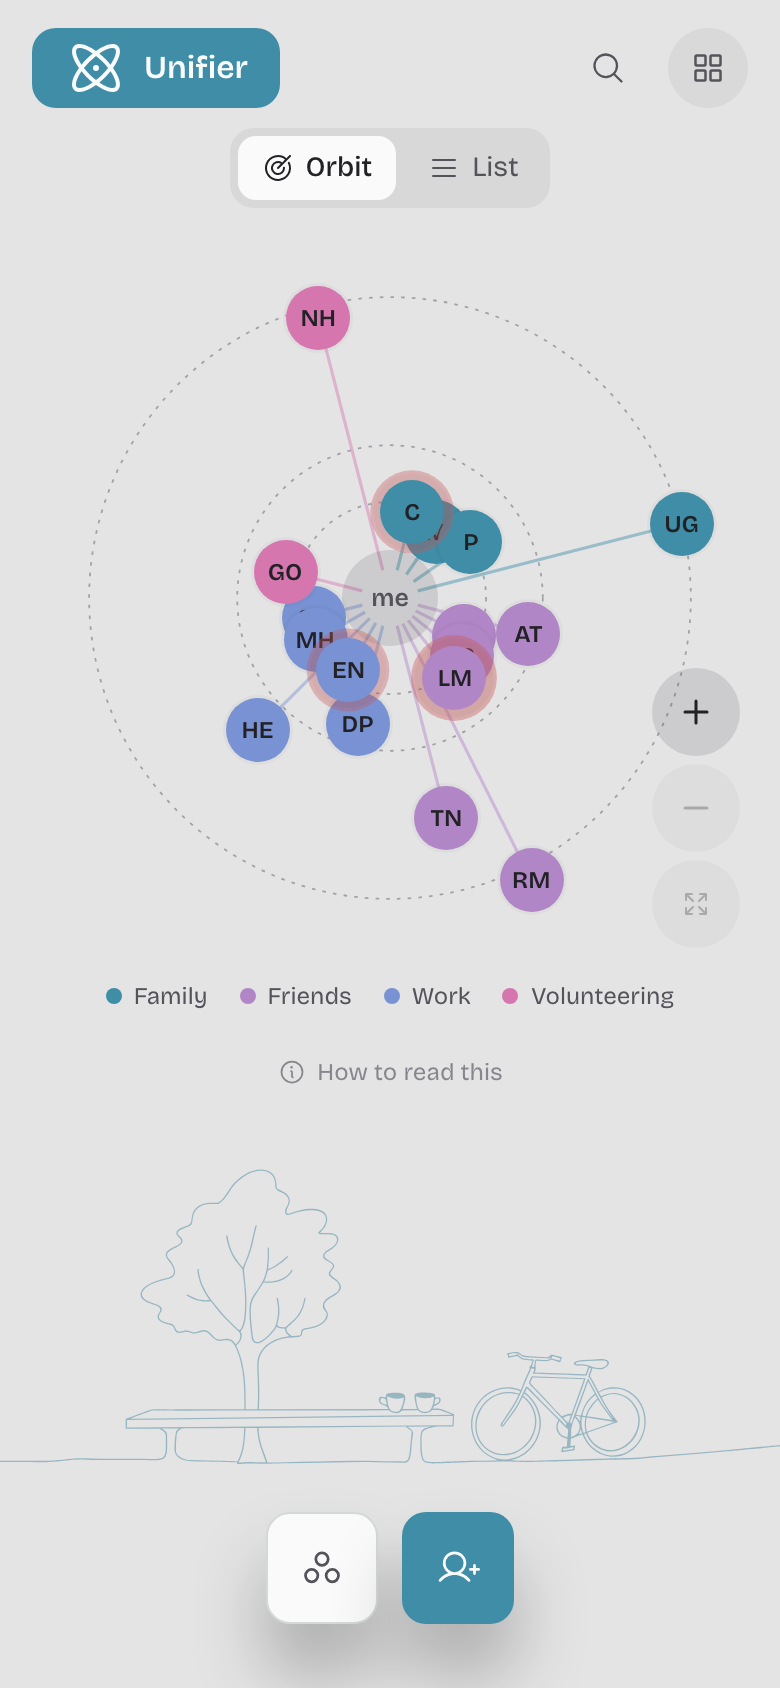 Unifier
Orbit
List
NH
C
P
UG
GO
me
MH
AT
EN
LM
HE
DP
TN
RM
Family
Friends
Work
Volunteering
How to read this